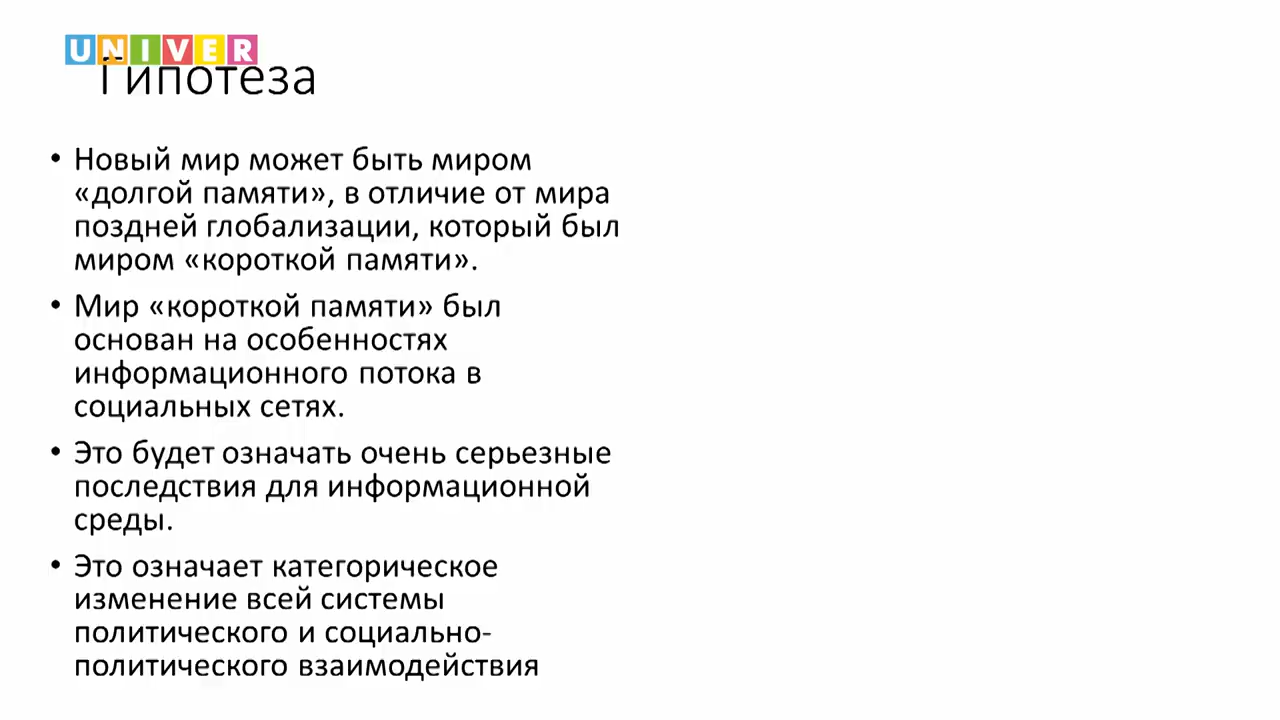 UNIVER
Гипотеза
• Новый мир может быть миром
«долгой памяти», в отличие от мира
поздней глобализации, который был
миром «короткой памяти».
• Мир «короткой памяти» был
основан на особенностях
информационного потока в
социальных сетях.
• Это будет означать очень серьезные
последствия для информационной
среды.
• Это означает категорическое
изменение всей системы
политического и социально-
политического взаимодействия